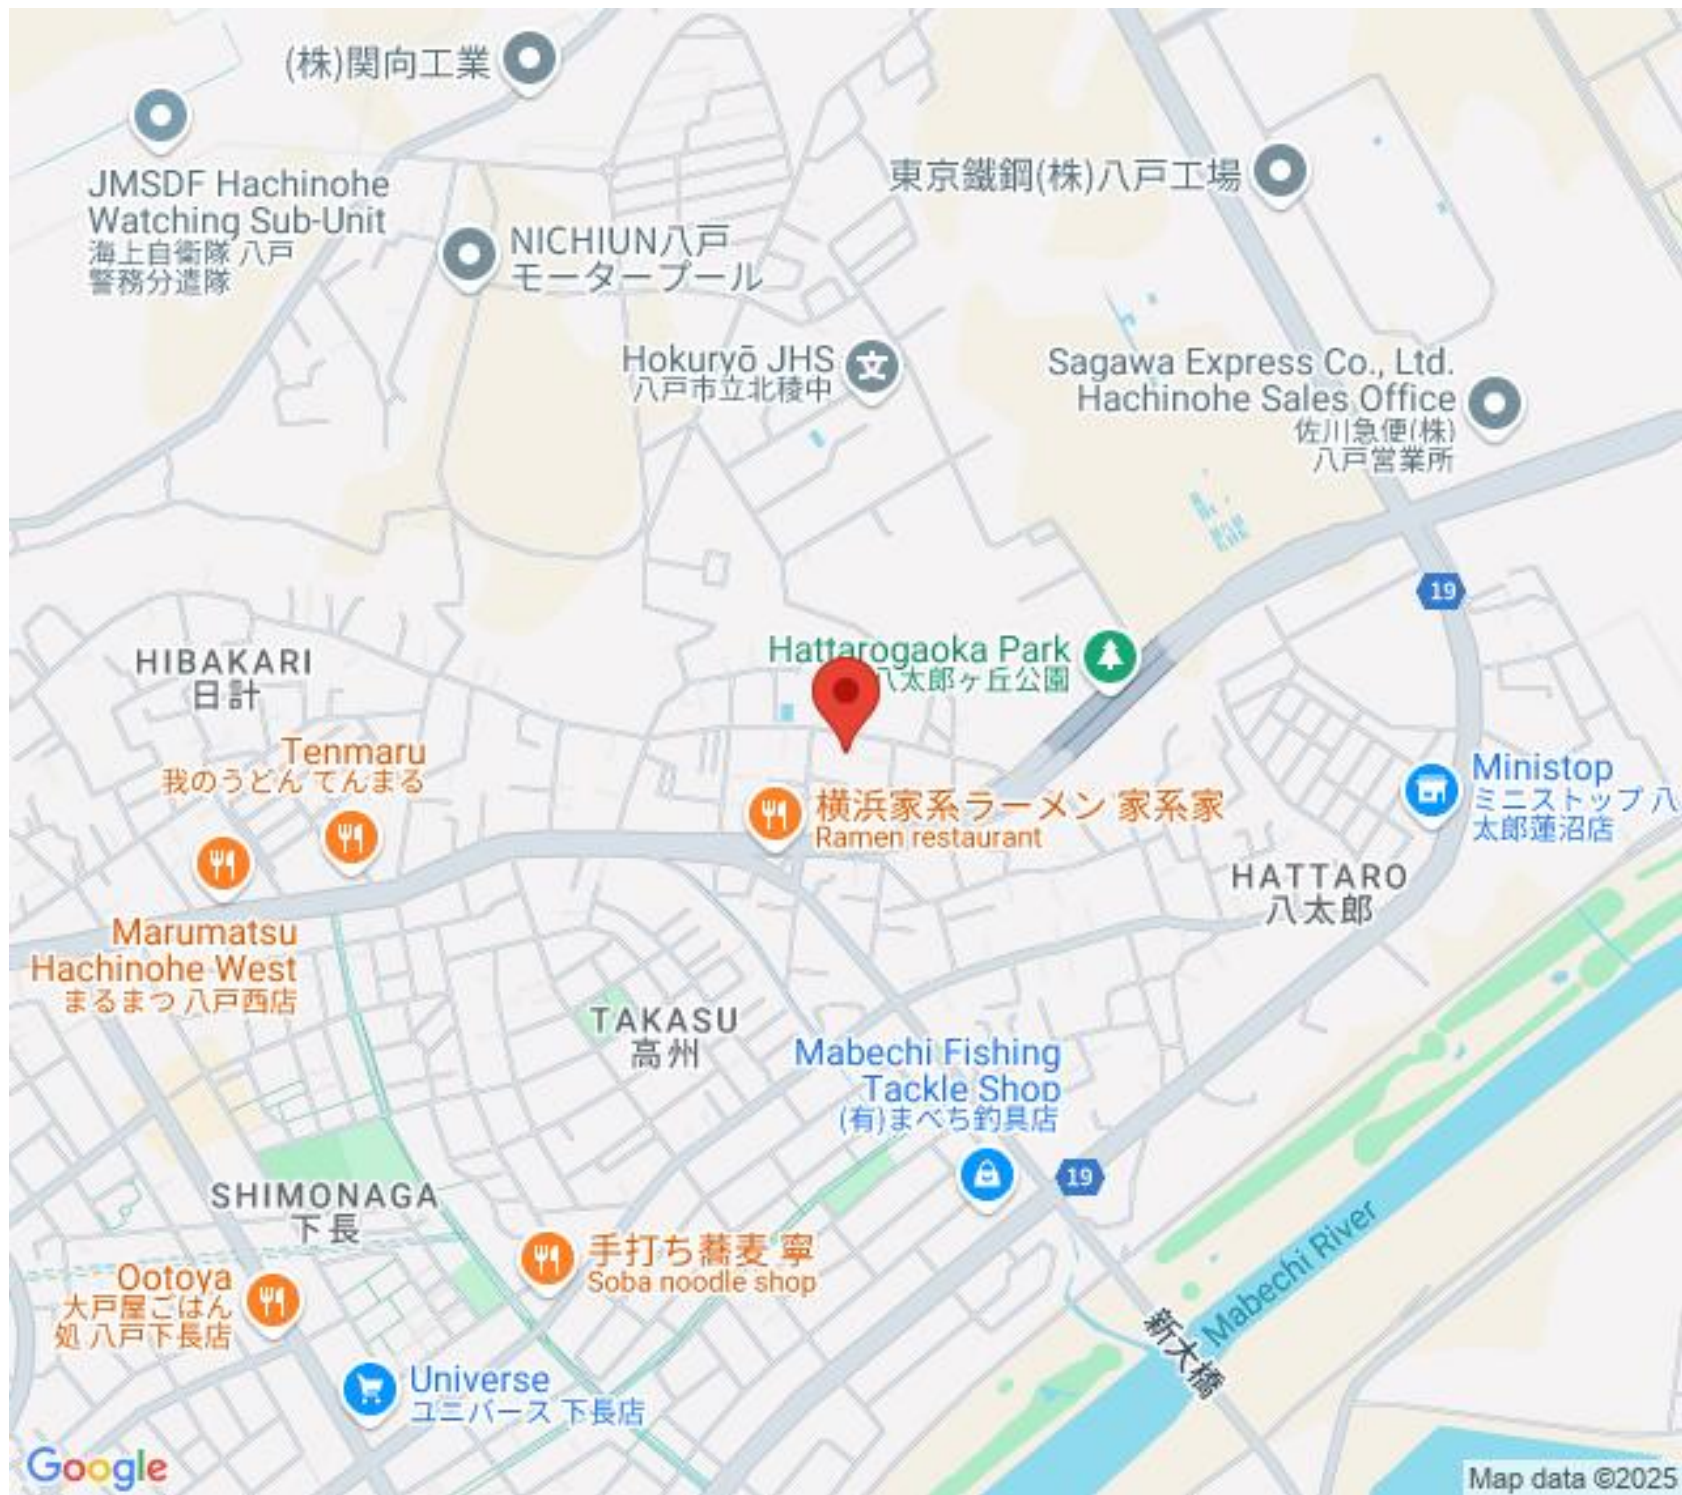 (株)関向工業
JMSDF Hachinohe
Watching Sub-Unit
海上自衛隊 八戸
警務分遣隊
NICHIUN八戸
モータープール
東京鐵鋼(株)八戸工場
Hokuryō JHS
八戸市立北稜中
Sagawa Express Co., Ltd.
Hachinohe Sales Office
佐川急便(株)
八戸営業所
19
Hattarogaoka Park
八太郎ヶ丘公園
HIBAKARI
日計
Tenmaru
我のうどん てんまる
横浜家系ラーメン 家系家
Ramen restaurant
Ministop
ミニストップ 八
太郎蓮沼店
HATTARO
八太郎
Marumatsu
Hachinohe West
まるまつ 八戸西店
TAKASU
高州
Mabechi Fishing
Tackle Shop
(有)まべち釣具店
19
SHIMONAGA
下長
手打ち蕎麦 寧
Soba noodle shop
Mabechi River
新大橋
Ootoya
大戸屋ごはん
処 八戸下長店
Universe
ユニバース 下長店
Google
Map data ©2025